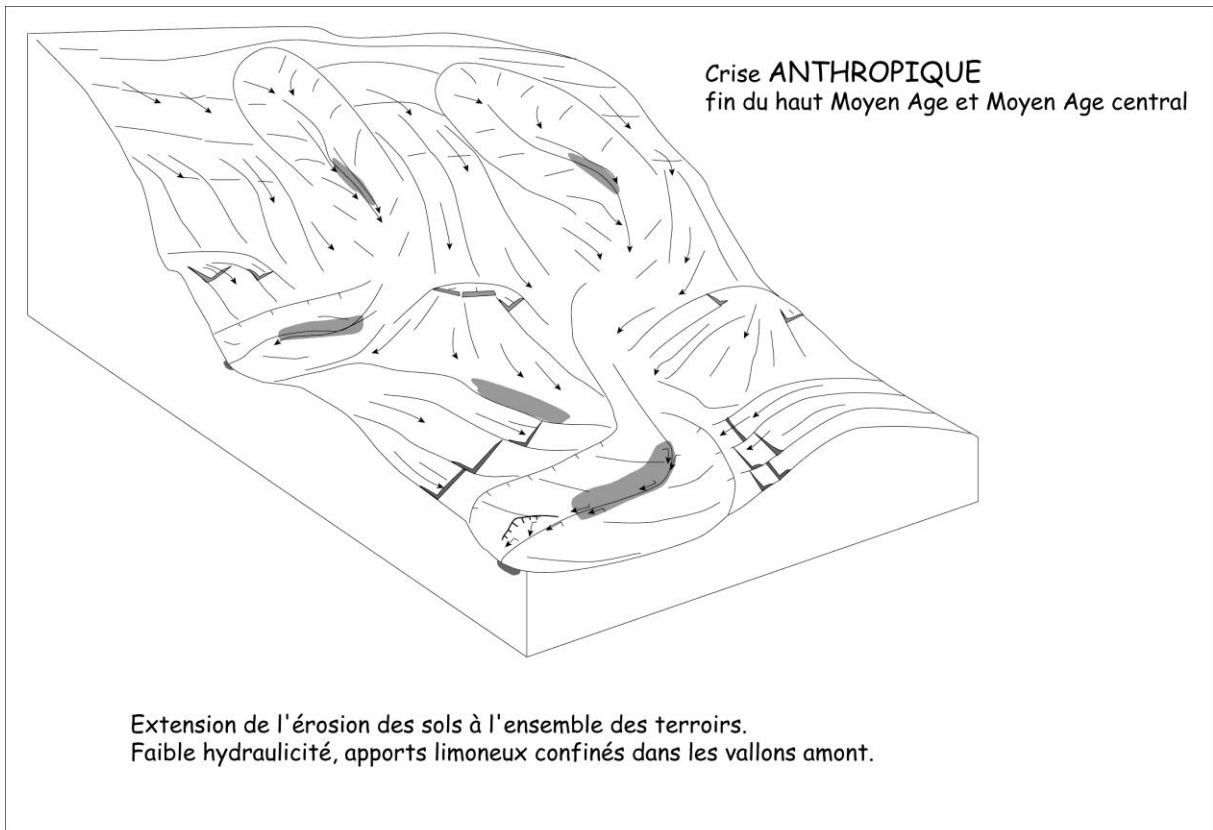 Crise ANTHROPIQUE
fin du haut Moyen Age et Moyen Age central
Extension de l'érosion des sols à l'ensemble des terroirs.
Faible hydraulicité, apports limoneux confinés dans les vallons amont.